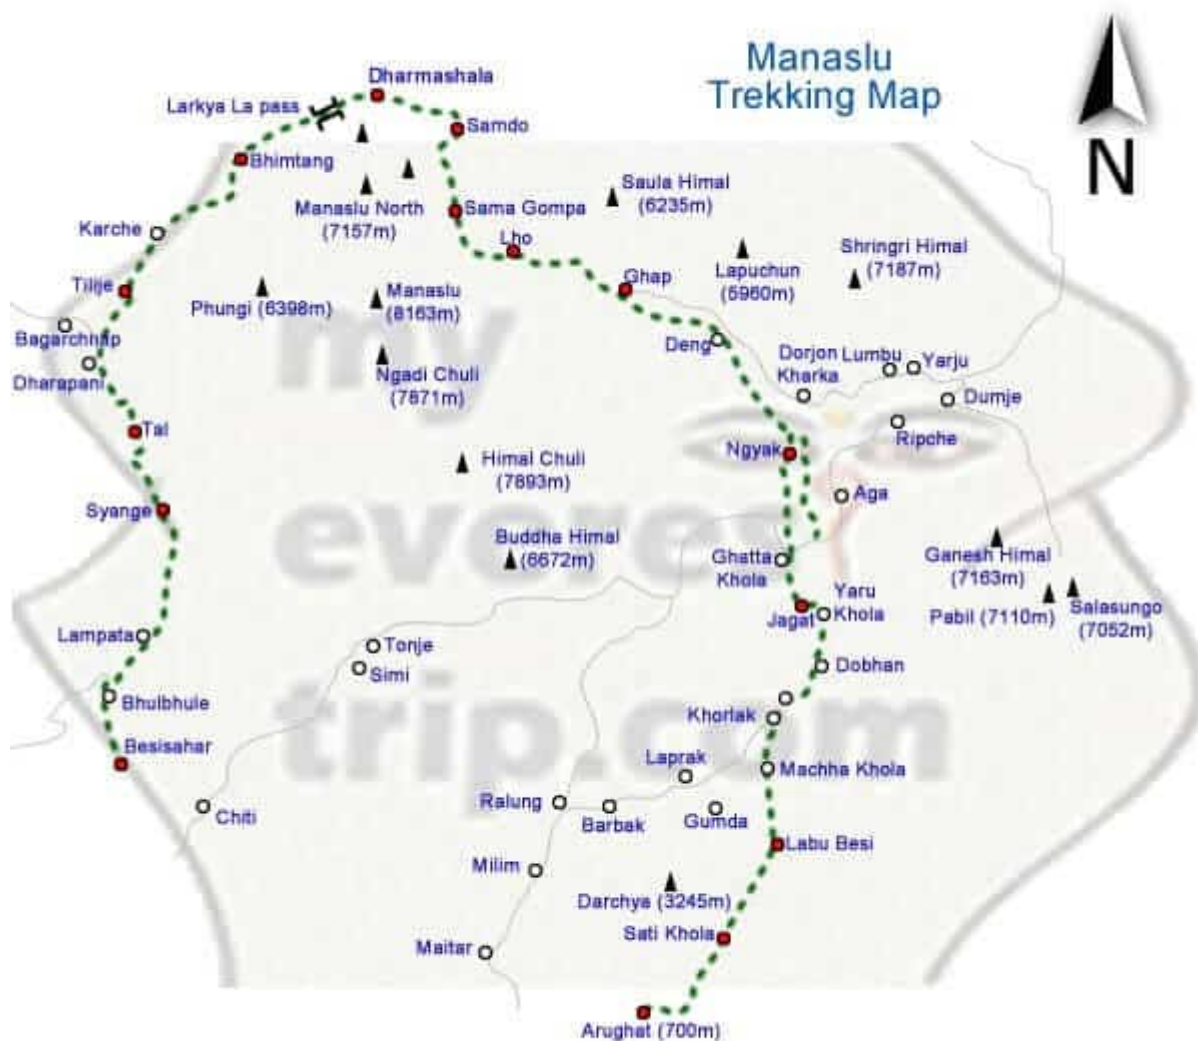 Manaslu
Trekking Map
N
Dharmashala
Larkya La pass
Samdo
Bhimtang
Saula Himal
(6235m)
Manaslu North
(7157m)
Sama Gompa
Karche
Lho
Shringri Himal
(7187m)
Lapuchun
(5960m)
Ghap
Tilije
Phungi (6398m)
Manaslu
(8163m)
my
Bagarchhap
Deng
Dorjon
Kharka
Lumbu
Yarju
Dharapani
Ngadi Chuli
(7871m)
Dumje
Tal
Ripche
Ngyak
Himal Chuli
(7893m)
Aga
Syange
everest
Buddha Himal
(6672m)
Ghatta
Khola
Ganesh Himal
(7163m)
Yaru
Khola
Jagat
Pabil (7110m)
Salasungo
(7052m)
Lampata
Tonje
Simi
Dobhan
Bhulbhule
trip.com
Khorlak
Besisahar
Laprak
Machha Khola
Chiti
Ralung
Barbak
Gumda
Labu Besi
Milim
Darchya (3245m)
Sati Khola
Maitar
Arughat (700m)